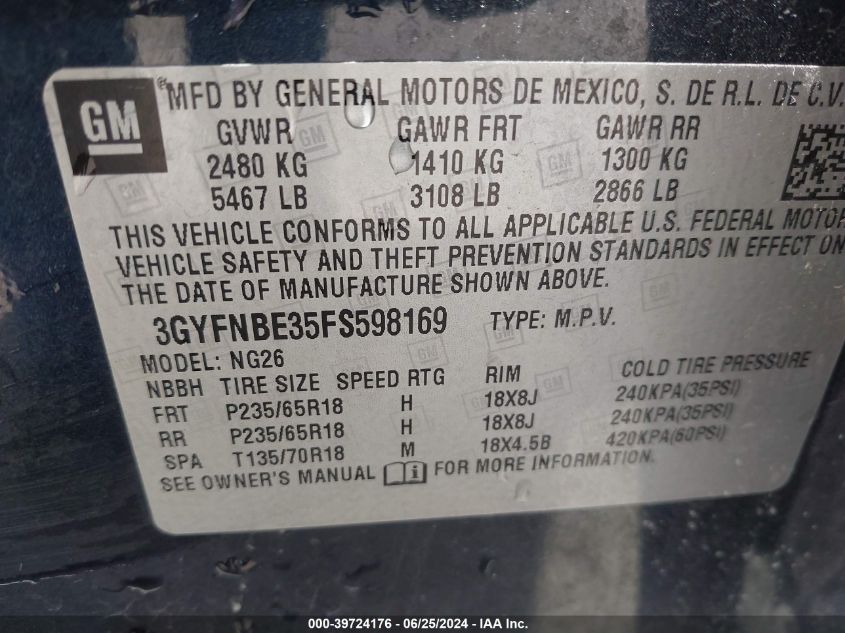 GM
MFD BY GENERAL MOTORS DE MEXICO, S. DE R.L. DE C.V.
GVWR GAWR FRT GAWR RR
2480 KG 1410 KG 1300 KG
5467 LB 3108 LB 2866 LB
THIS VEHICLE CONFORMS TO ALL APPLICABLE U.S. FEDERAL MOTOR
VEHICLE SAFETY AND THEFT PREVENTION STANDARDS IN EFFECT ON
THE DATE OF MANUFACTURE SHOWN ABOVE.
3GYFNBE35FS598169 TYPE: M.P.V.
MODEL: NG26
NBBH TIRE SIZE SPEED RTG RIM COLD TIRE PRESSURE
FRT P235/65R18 H 18X8J 240KPA(35PSI)
RR P235/65R18 H 18X8J 240KPA(35PSI)
SPA T135/70R18 M 18X4.5B 420KPA(60PSI)
SEE OWNER'S MANUAL FOR MORE INFORMATION.
000-39724176 - 06/25/2024 - IAA Inc.